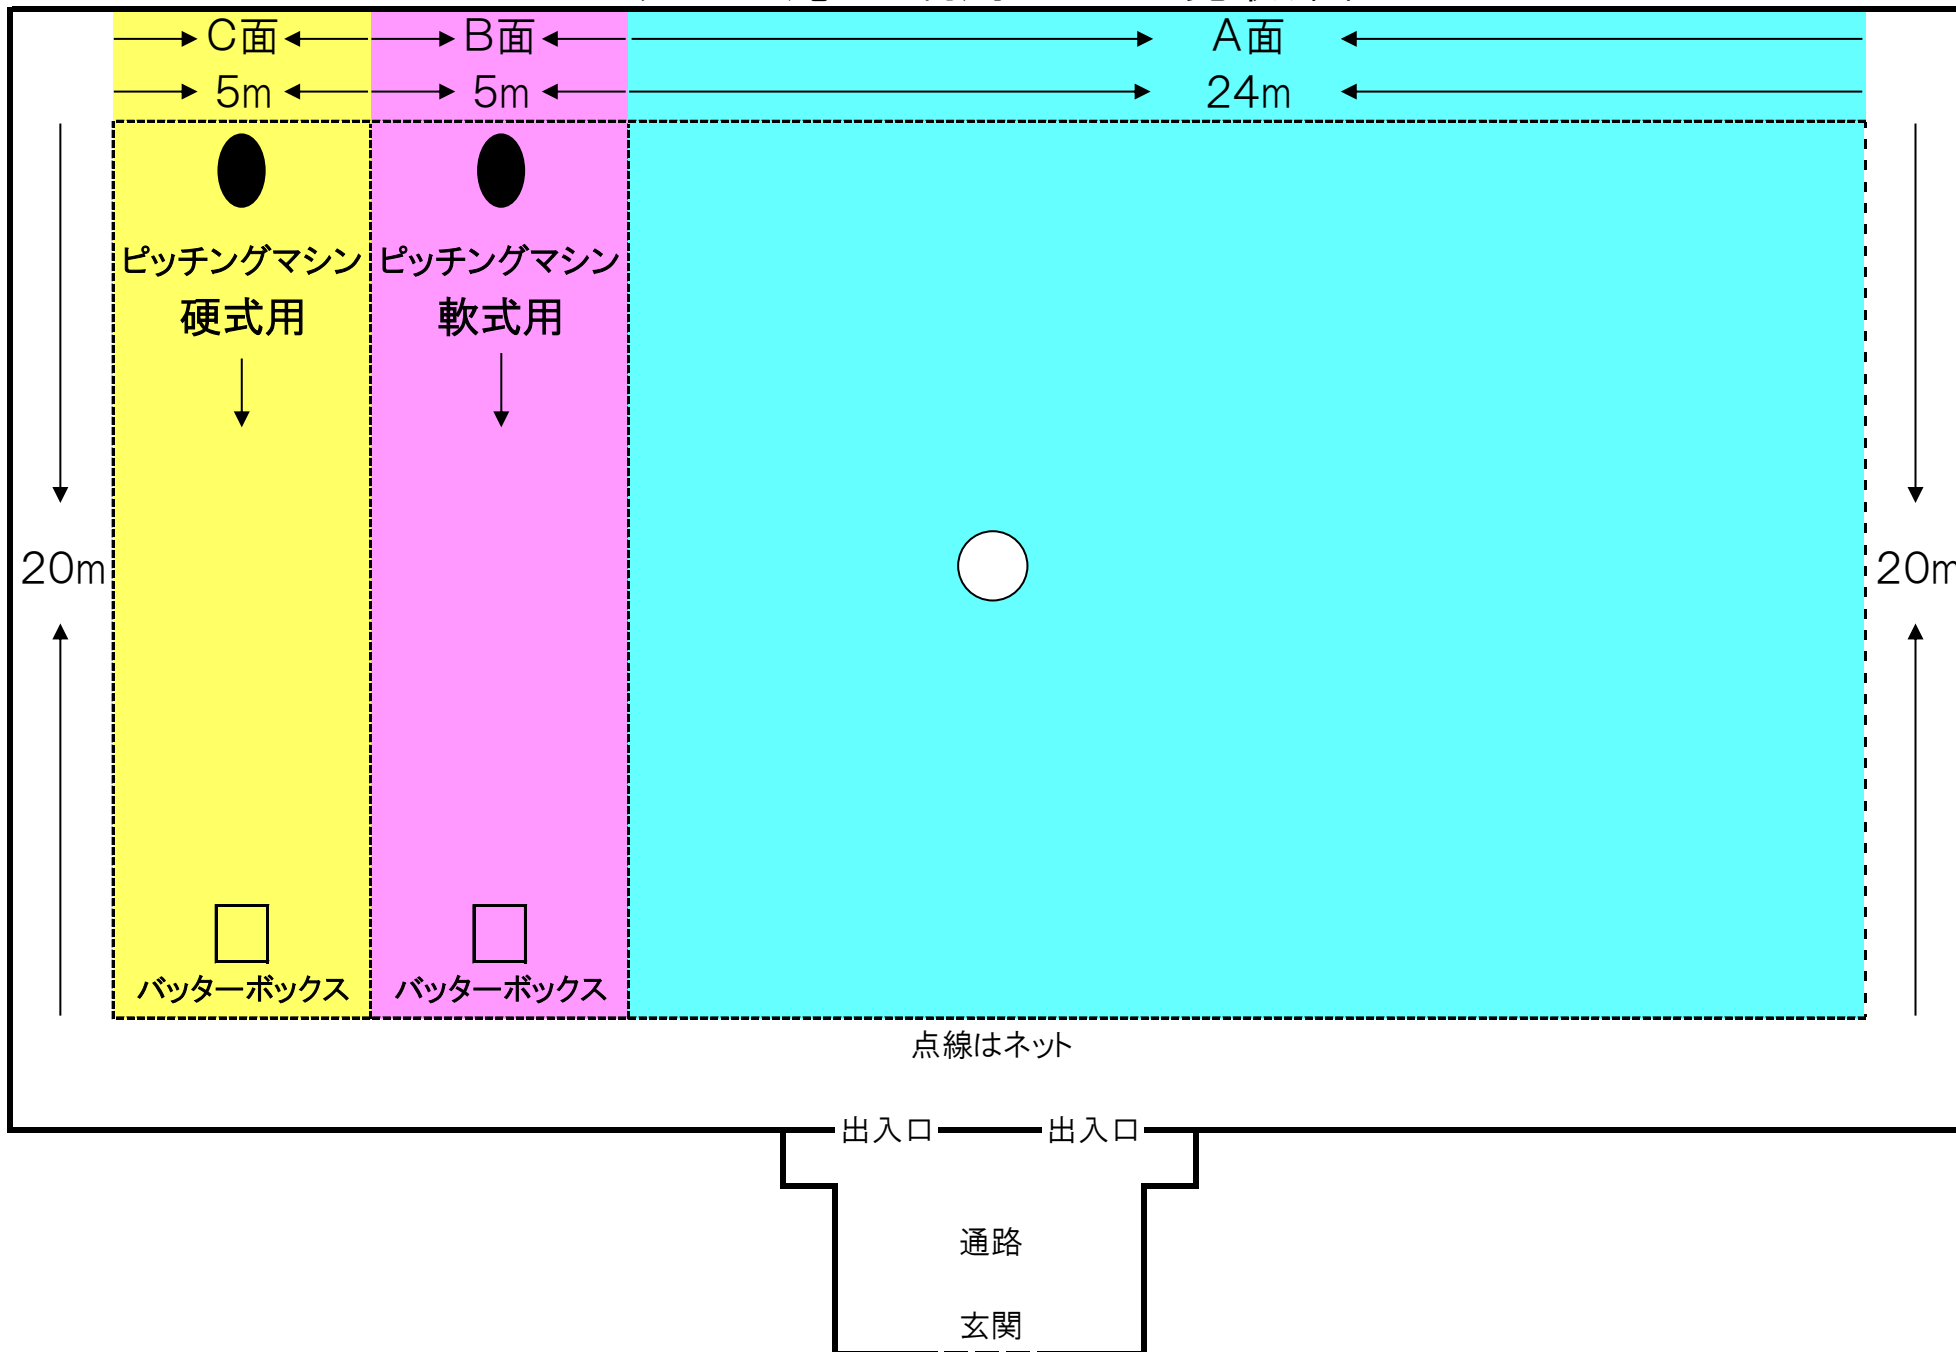 C面 B面 A面
5m 5m 24m
ピッチングマシン ピッチングマシン
硬式用 軟式用
20m 20m
バッターボックス バッターボックス
点線はネット
出入口 出入口
通路
玄関